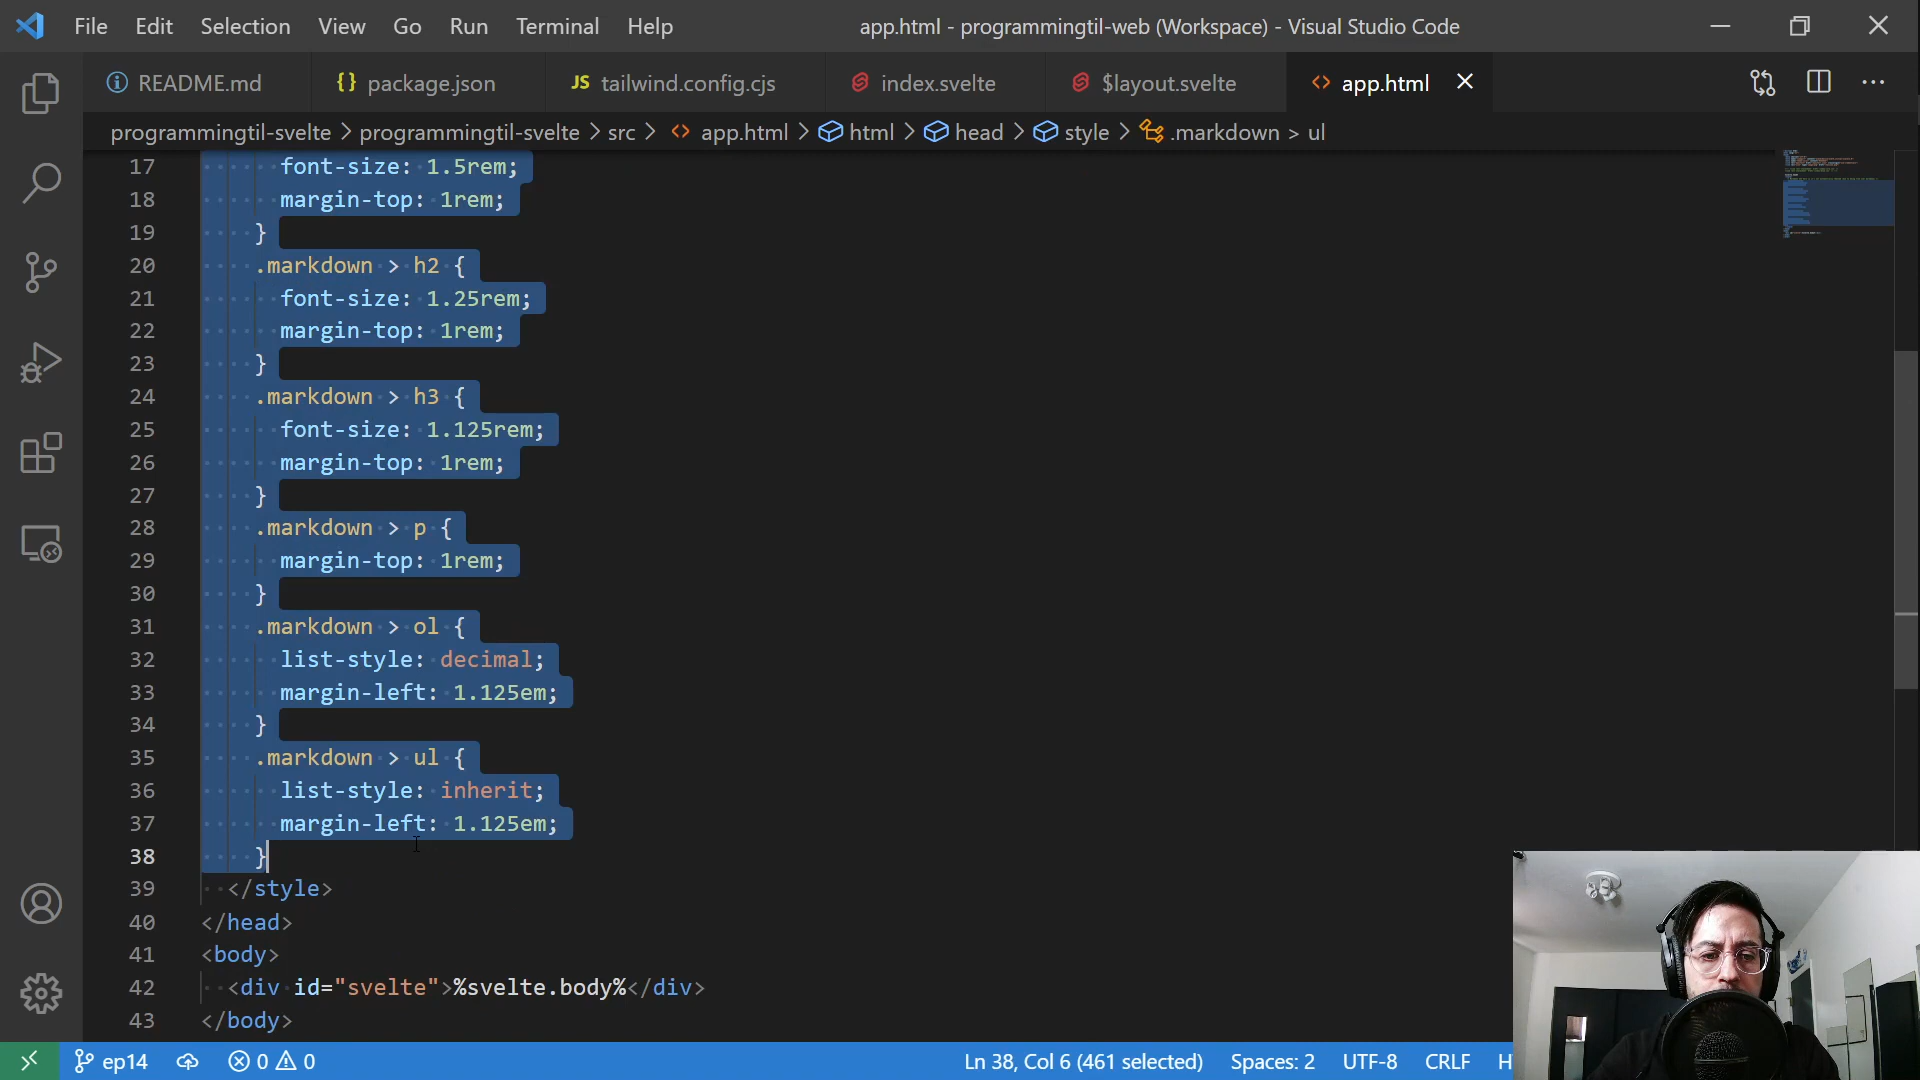 File Edit Selection View Go Run Terminal Help app.html - programmingtil-web (Workspace) - Visual Studio Code
README.md {} package.json JS tailwind.config.cjs index.svelte $layout.svelte <> app.html
programmingtil-svelte > programmingtil-svelte > src > <> app.html > html > head > style > .markdown > ul
17 font-size: 1.5rem;
18 margin-top: 1rem;
19 }
20 .markdown > h2 {
21 font-size: 1.25rem;
22 margin-top: 1rem;
23 }
24 .markdown > h3 {
25 font-size: 1.125rem;
26 margin-top: 1rem;
27 }
28 .markdown > p {
29 margin-top: 1rem;
30 }
31 .markdown > ol {
32 list-style: decimal;
33 margin-left: 1.125em;
34 }
35 .markdown > ul {
36 list-style: inherit;
37 margin-left: 1.125em;
38 }
39 </style>
40 </head>
41 <body>
42 <div id="svelte">%svelte.body%</div>
43 </body>
ep14 0 0 Ln 38, Col 6 (461 selected) Spaces: 2 UTF-8 CRLF H